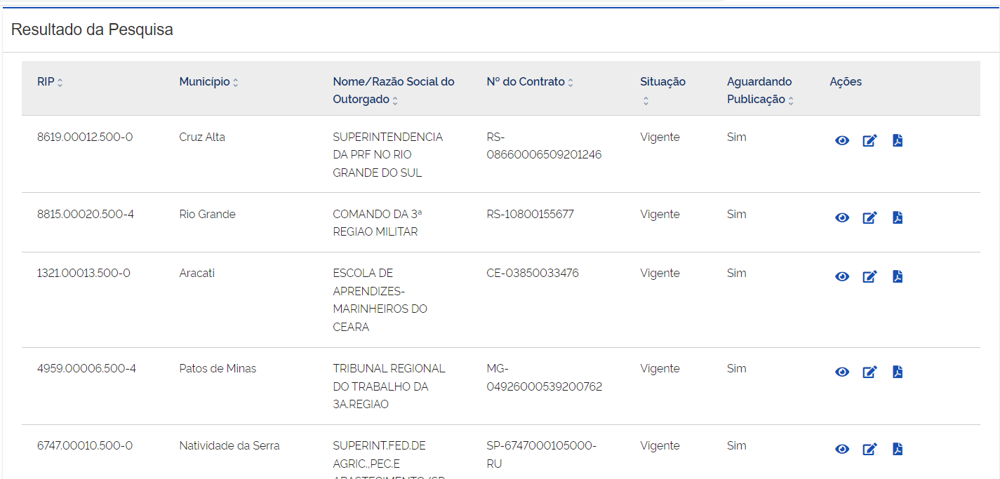 Resultado da Pesquisa
RIP Município Nome/Razão Social do Nº do Contrato Situação Aguardando Ações
Outorgado Publicação
8619.00012.500-0 Cruz Alta SUPERINTENDENCIA RS- Vigente Sim
DA PRF NO RIO 08660006509201246
GRANDE DO SUL
8815.00020.500-4 Rio Grande COMANDO DA 3ª RS-10800155677 Vigente Sim
REGIAO MILITAR
1321.00013.500-0 Aracati ESCOLA DE CE-03850033476 Vigente Sim
APRENDIZES-
MARINHEIROS DO
CEARA
4959.00006.500-4 Patos de Minas TRIBUNAL REGIONAL MG- Vigente Sim
DO TRABALHO DA 04926000539200762
3A.REGIAO
6747.00010.500-0 Natividade da Serra SUPERINT.FED.DE SP-6747000105000- Vigente Sim
AGRIC.,PEC.E RU